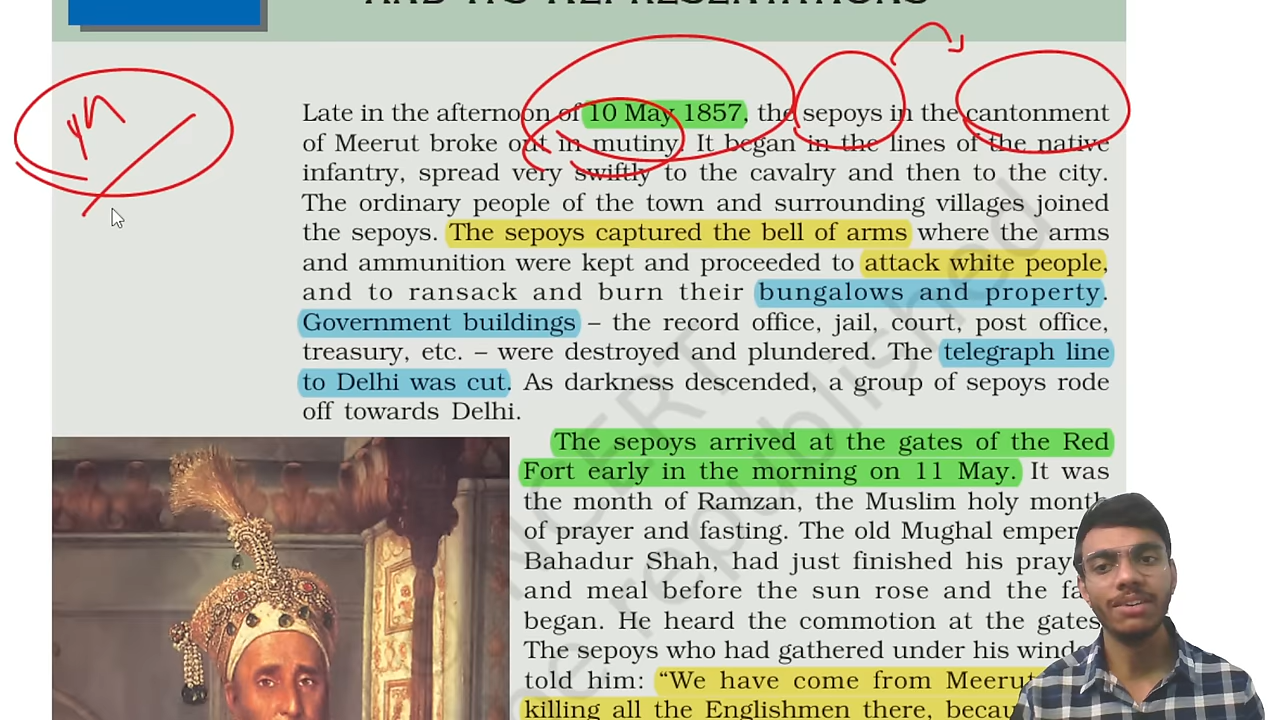 AND ITS REPRESENTATIONS
Late in the afternoon of 10 May 1857, the sepoys in the cantonment
of Meerut broke out in mutiny. It began in the lines of the native
infantry, spread very swiftly to the cavalry and then to the city.
The ordinary people of the town and surrounding villages joined
the sepoys. The sepoys captured the bell of arms where the arms
and ammunition were kept and proceeded to attack white people,
and to ransack and burn their bungalows and property.
Government buildings – the record office, jail, court, post office,
treasury, etc. – were destroyed and plundered. The telegraph line
to Delhi was cut. As darkness descended, a group of sepoys rode
off towards Delhi.
The sepoys arrived at the gates of the Red
Fort early in the morning on 11 May. It was
the month of Ramzan, the Muslim holy month
of prayer and fasting. The old Mughal emper
Bahadur Shah, had just finished his pray
and meal before the sun rose and the fa
began. He heard the commotion at the gates.
The sepoys who had gathered under his windo
told him: “We have come from Meerut
killing all the Englishmen there, becau
NCERT
republished